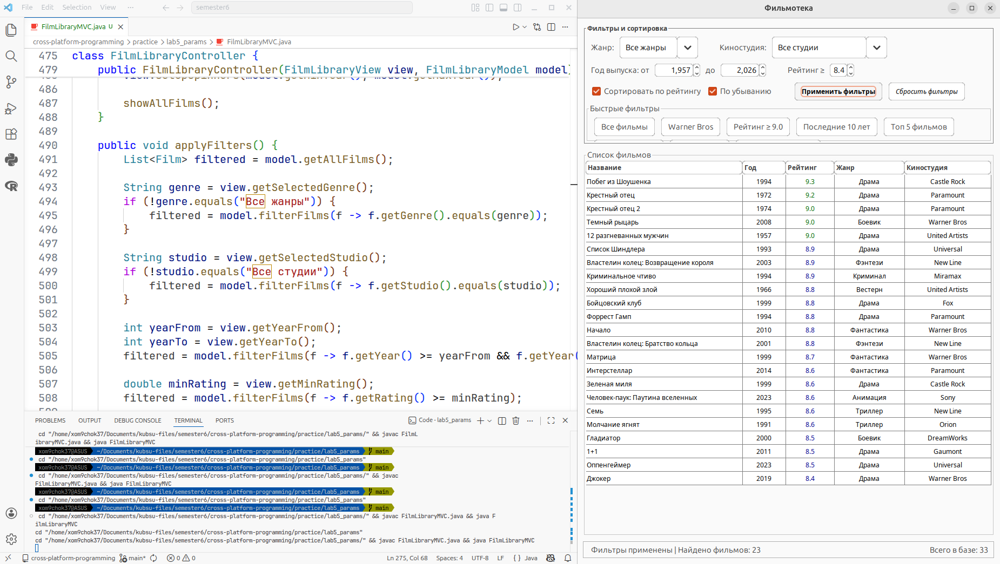 File Edit Selection View ··· semester6
FilmLibraryMVC.java U
cross-platform-programming > practice > lab5_params > FilmLibraryMVC.java
475 class FilmLibraryController {
479 public FilmLibraryController(FilmLibraryView view, FilmLibraryModel model)
486
487 showAllFilms();
488 }
489
490 public void applyFilters() {
491 List<Film> filtered = model.getAllFilms();
492
493 String genre = view.getSelectedGenre();
494 if (!genre.equals("Все жанры")) {
495 filtered = model.filterFilms(f -> f.getGenre().equals(genre));
496 }
497
498 String studio = view.getSelectedStudio();
499 if (!studio.equals("Все студии")) {
500 filtered = model.filterFilms(f -> f.getStudio().equals(studio));
501 }
502
503 int yearFrom = view.getYearFrom();
504 int yearTo = view.getYearTo();
505 filtered = model.filterFilms(f -> f.getYear() >= yearFrom && f.getYear(
506
507 double minRating = view.getMinRating();
508 filtered = model.filterFilms(f -> f.getRating() >= minRating);
PROBLEMS OUTPUT DEBUG CONSOLE TERMINAL PORTS Code - lab5_params
cd "/home/xom9chok37/Documents/kubsu-files/semester6/cross-platform-programming/practice/lab5_params/" && javac FilmL
ibraryMVC.java && java FilmLibraryMVC
xom9chok37@ASUS ~/Documents/kubsu-files/semester6/cross-platform-programming/practice/lab5_params main
cd "/home/xom9chok37/Documents/kubsu-files/semester6/cross-platform-programming/practice/lab5_params"
xom9chok37@ASUS ~/Documents/kubsu-files/semester6/cross-platform-programming/practice/lab5_params main
cd "/home/xom9chok37/Documents/kubsu-files/semester6/cross-platform-programming/practice/lab5_params/" && javac
FilmLibraryMVC.java && java FilmLibraryMVC
xom9chok37@ASUS ~/Documents/kubsu-files/semester6/cross-platform-programming/practice/lab5_params main
cd "/home/xom9chok37/Documents/kubsu-files/semester6/cross-platform-programming/practice/lab5_params"
xom9chok37@ASUS ~/Documents/kubsu-files/semester6/cross-platform-programming/practice/lab5_params main
cd "/home/xom9chok37/Documents/kubsu-files/semester6/cross-platform-programming/practice/lab5_params/" && javac FilmLibraryMVC.java && java F
ilmLibraryMVC
cd "/home/xom9chok37/Documents/kubsu-files/semester6/cross-platform-programming/practice/lab5_params"
cd "/home/xom9chok37/Documents/kubsu-files/semester6/cross-platform-programming/practice/lab5_params/" && javac FilmLibraryMVC.java && java FilmLibraryMVC
cross-platform-programming main* 0 0 Ln 275, Col 68 Spaces: 4 UTF-8 LF { } Java
Фильмотека
Фильтры и сортировка
Жанр: Все жанры Киностудия: Все студии
Год выпуска: от 1,957 до 2,026 Рейтинг ≥ 8.4
Сортировать по рейтингу По убыванию Применить фильтры Сбросить фильтры
Быстрые фильтры
Все фильмы Warner Bros Рейтинг ≥ 9.0 Последние 10 лет Топ 5 фильмов
Список фильмов
Название Год Рейтинг Жанр Киностудия
Побег из Шоушенка 1994 9.3 Драма Castle Rock
Крестный отец 1972 9.2 Драма Paramount
Крестный отец 2 1974 9.0 Драма Paramount
Темный рыцарь 2008 9.0 Боевик Warner Bros
12 разгневанных мужчин 1957 9.0 Драма United Artists
Список Шиндлера 1993 8.9 Драма Universal
Властелин колец: Возвращение короля 2003 8.9 Фэнтези New Line
Криминальное чтиво 1994 8.9 Криминал Miramax
Хороший плохой злой 1966 8.8 Вестерн United Artists
Бойцовский клуб 1999 8.8 Драма Fox
Форрест Гамп 1994 8.8 Драма Paramount
Начало 2010 8.8 Фантастика Warner Bros
Властелин колец: Братство кольца 2001 8.8 Фэнтези New Line
Матрица 1999 8.7 Фантастика Warner Bros
Интерстеллар 2014 8.6 Фантастика Paramount
Зеленая миля 1999 8.6 Драма Castle Rock
Человек-паук: Паутина вселенных 2023 8.6 Анимация Sony
Семь 1995 8.6 Триллер New Line
Молчание ягнят 1991 8.6 Триллер Orion
Гладиатор 2000 8.5 Боевик DreamWorks
1+1 2011 8.5 Драма Gaumont
Оппенгеймер 2023 8.5 Драма Universal
Джокер 2019 8.4 Драма Warner Bros
Фильтры применены | Найдено фильмов: 23 Всего в базе: 33